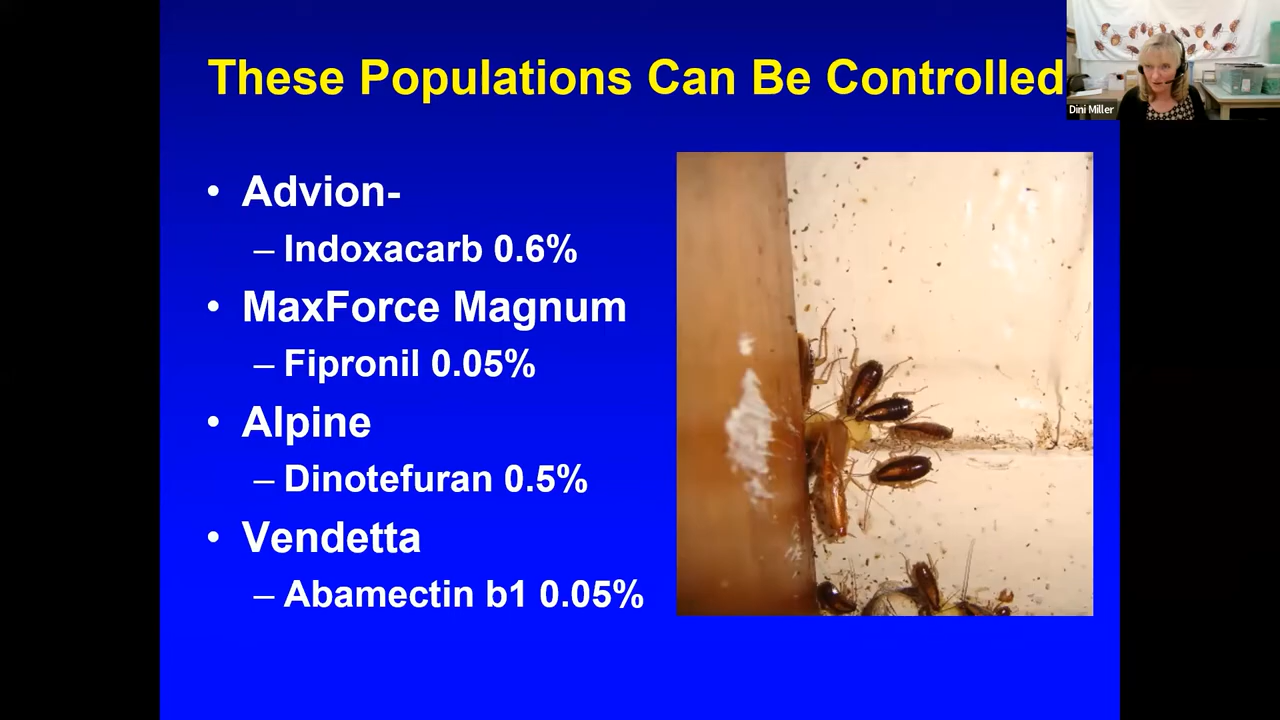 These Populations Can Be Controlled
Dini Miller
• Advion-
– Indoxacarb 0.6%
• MaxForce Magnum
– Fipronil 0.05%
• Alpine
– Dinotefuran 0.5%
• Vendetta
– Abamectin b1 0.05%